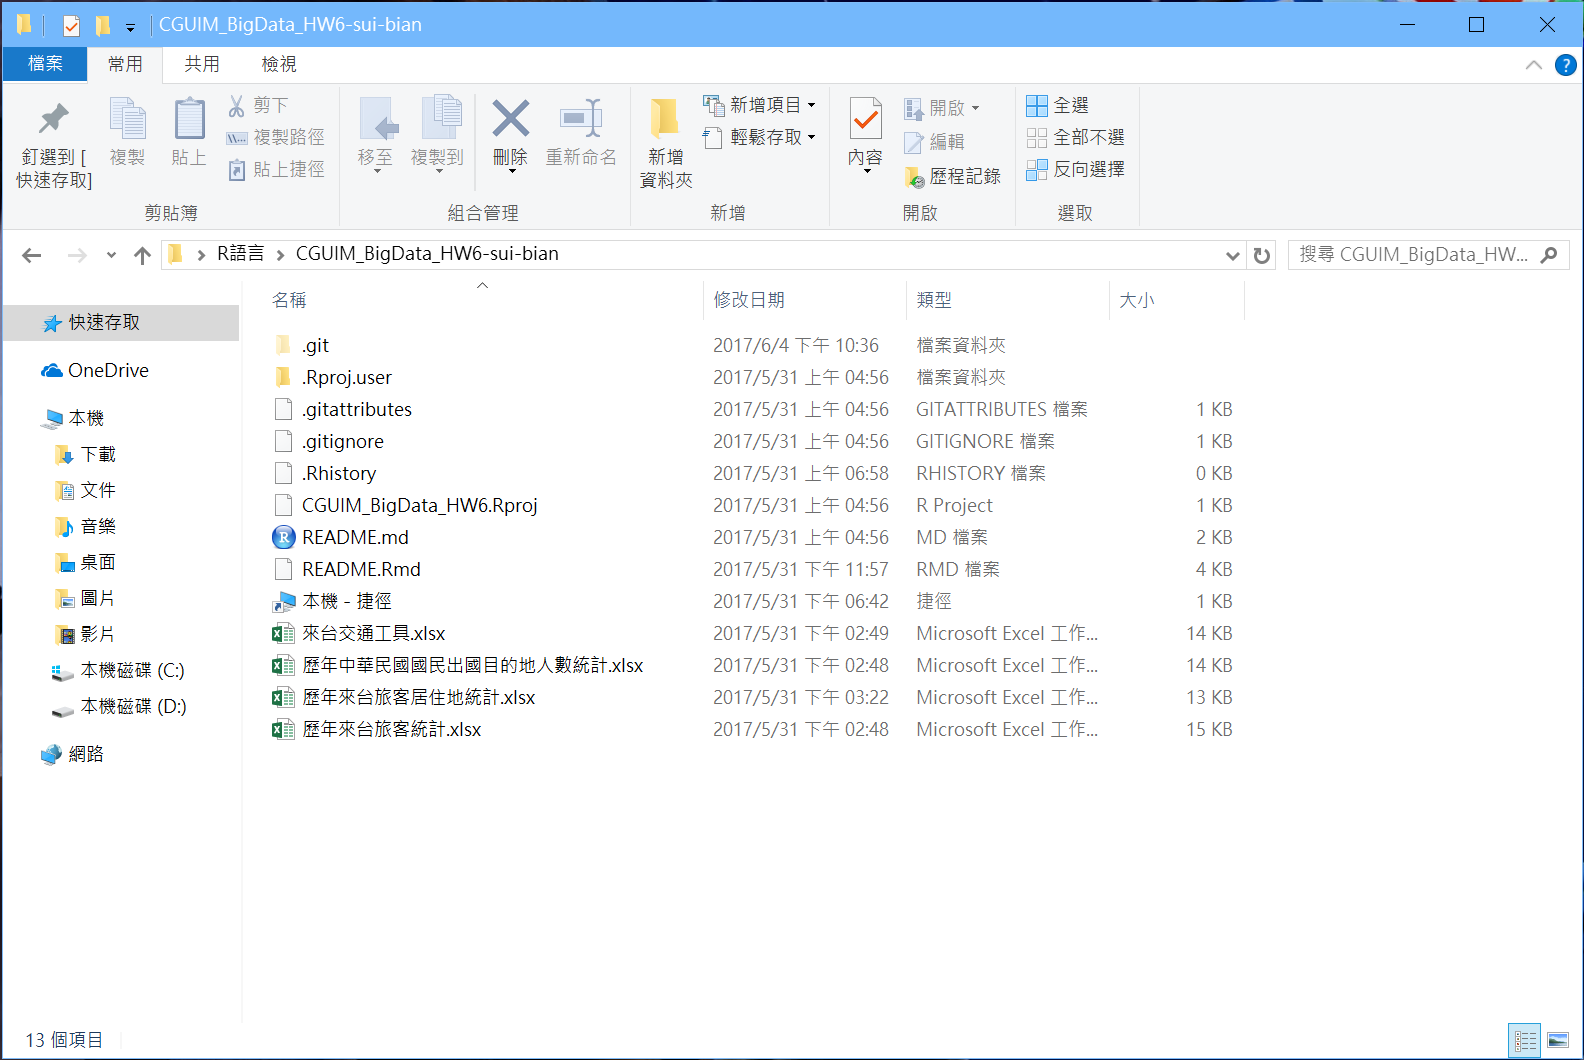 CGUIM_BigData_HW6-sui-bian
檔案 常用 共用 檢視
釘選到 [
快速存取]
複製
貼上
剪下
複製路徑
貼上捷徑
剪貼簿
移至
複製到
刪除
重新命名
組合管理
新增
資料夾
新增項目
輕鬆存取
新增
內容
開啟
編輯
歷程記錄
開啟
全選
全部不選
反向選擇
選取
R語言 CGUIM_BigData_HW6-sui-bian
搜尋 CGUIM_BigData_HW...
快速存取
OneDrive
本機
下載
文件
音樂
桌面
圖片
影片
本機磁碟 (C:)
本機磁碟 (D:)
網路
名稱 修改日期 類型 大小
.git 2017/6/4 下午 10:36 檔案資料夾
.Rproj.user 2017/5/31 上午 04:56 檔案資料夾
.gitattributes 2017/5/31 上午 04:56 GITATTRIBUTES 檔案 1 KB
.gitignore 2017/5/31 上午 04:56 GITIGNORE 檔案 1 KB
.Rhistory 2017/5/31 上午 06:58 RHISTORY 檔案 0 KB
CGUIM_BigData_HW6.Rproj 2017/5/31 上午 04:56 R Project 1 KB
README.md 2017/5/31 上午 04:56 MD 檔案 2 KB
README.Rmd 2017/5/31 下午 11:57 RMD 檔案 4 KB
本機 - 捷徑 2017/5/31 下午 06:42 捷徑 1 KB
來台交通工具.xlsx 2017/5/31 下午 02:49 Microsoft Excel 工作... 14 KB
歷年中華民國國民出國目的地人數統計.xlsx 2017/5/31 下午 02:48 Microsoft Excel 工作... 14 KB
歷年來台旅客居住地統計.xlsx 2017/5/31 下午 03:22 Microsoft Excel 工作... 13 KB
歷年來台旅客統計.xlsx 2017/5/31 下午 02:48 Microsoft Excel 工作... 15 KB
13 個項目